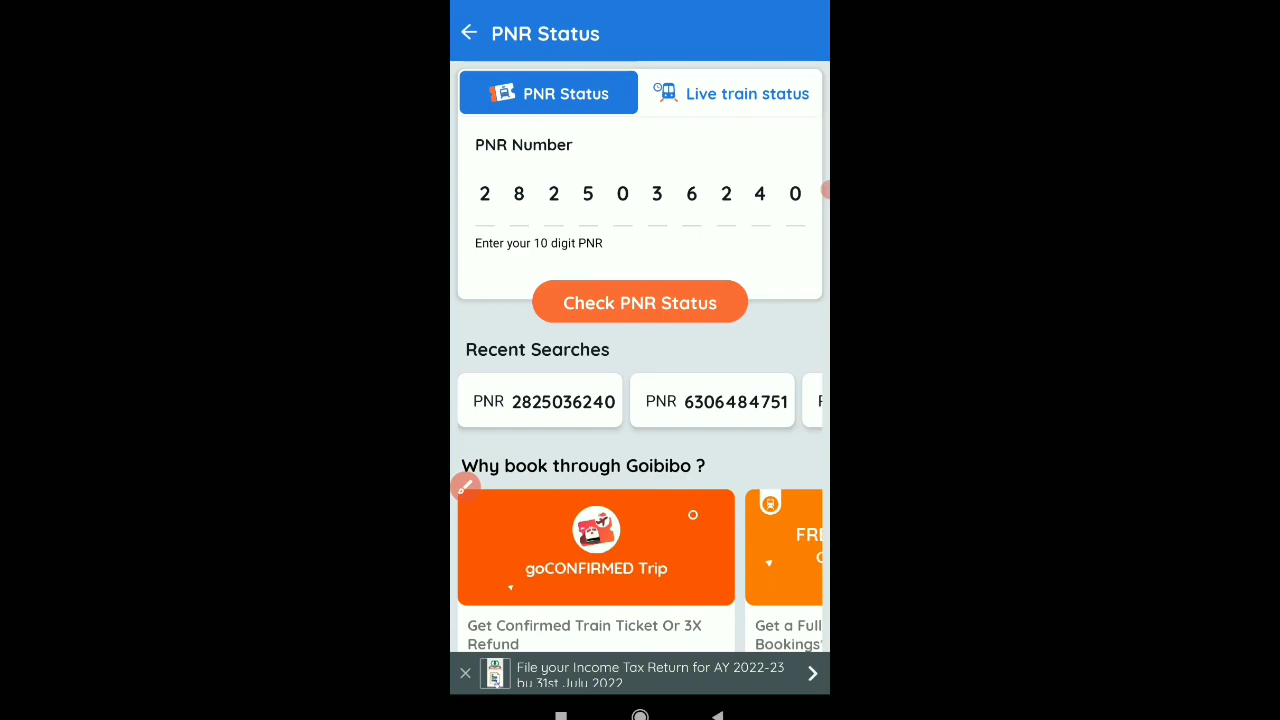 PNR Status
PNR Status
Live train status
PNR Number
2 8 2 5 0 3 6 2 4 0
Enter your 10 digit PNR
Check PNR Status
Recent Searches
PNR 2825036240
PNR 6306484751
Why book through Goibibo ?
goCONFIRMED Trip
Get Confirmed Train Ticket Or 3X
Refund
FRE
Get a Full
Bookings
File your Income Tax Return for AY 2022-23
by 31st July 2022